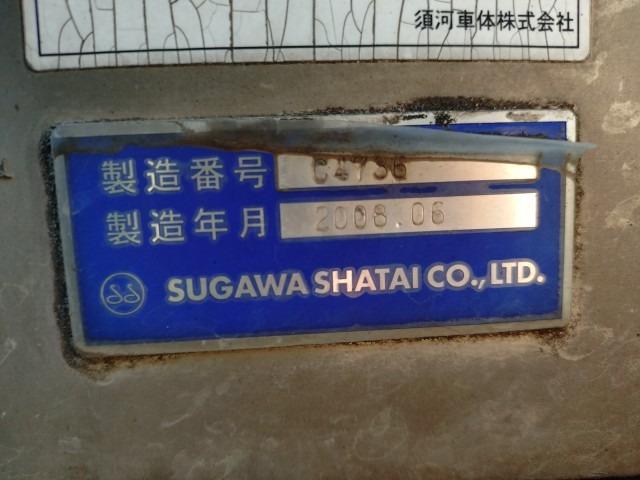 須河車体株式会社
製造番号 C4736
製造年月 2008.06
SUGAWA SHATAI CO., LTD.